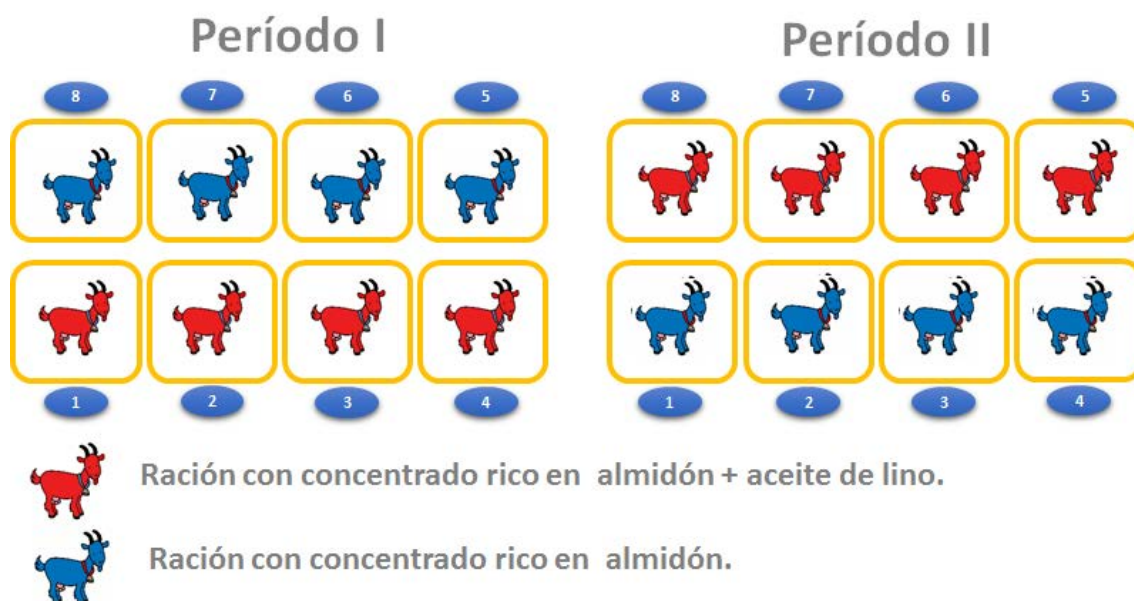 Período I
Período II
8 7 6 5
8 7 6 5
1 2 3 4
1 2 3 4
Ración con concentrado rico en almidón + aceite de lino.
Ración con concentrado rico en almidón.